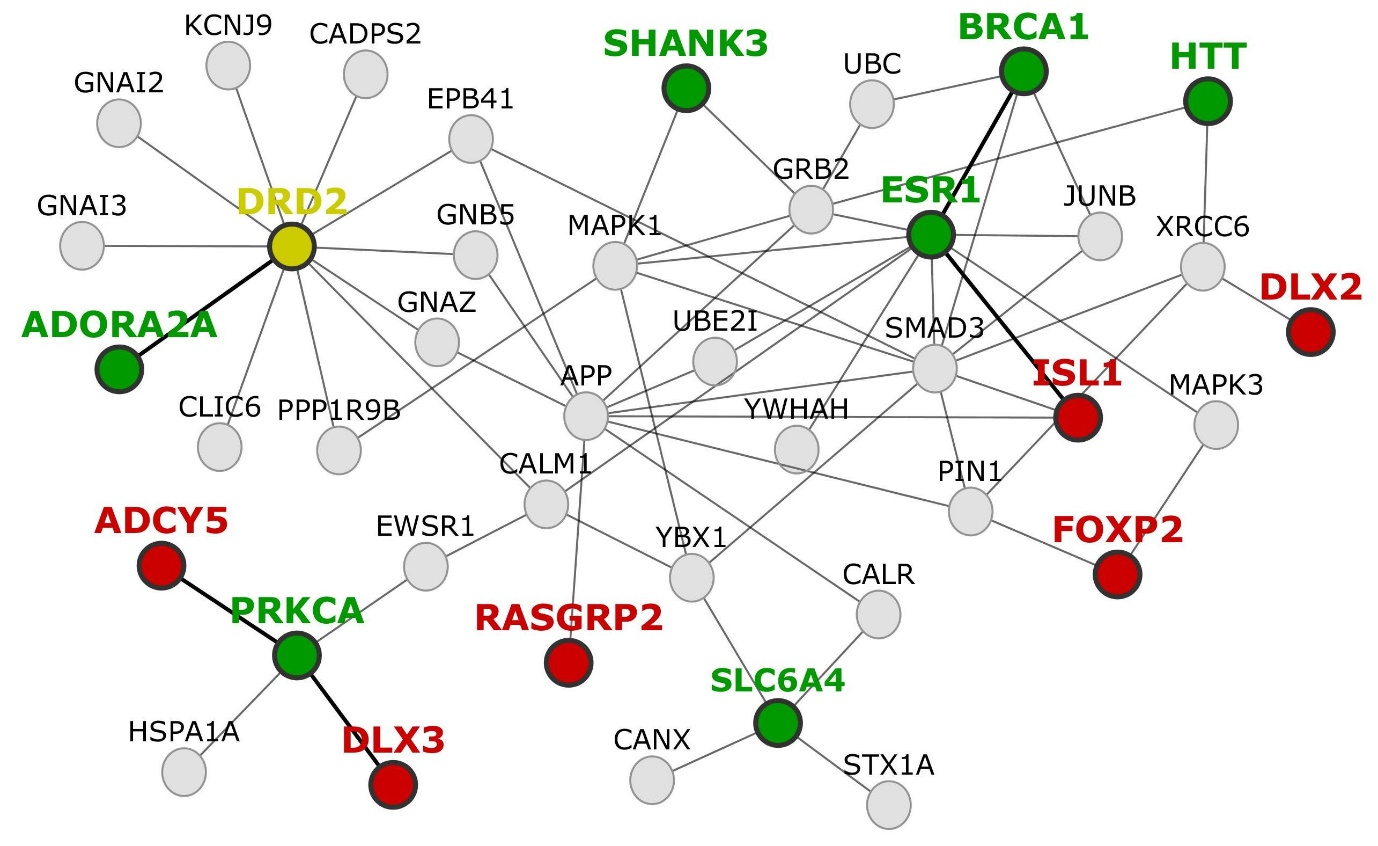 BRCA1
KCNJ9
CADPS2
SHANK3
HTT
UBC
GNAI2
EPB41
GRB2
ESR1
JUNB
DRD2
GNAI3
GNB5
MAPK1
XRCC6
DLX2
GNAZ
UBE2I
SMAD3
ADORA2A
ISL1
APP
MAPK3
CLIC6
PPP1R9B
YWHAH
CALM1
PIN1
ADCY5
EWSR1
YBX1
FOXP2
CALR
PRKCA
RASGRP2
SLC6A4
HSPA1A
DLX3
CANX
STX1A